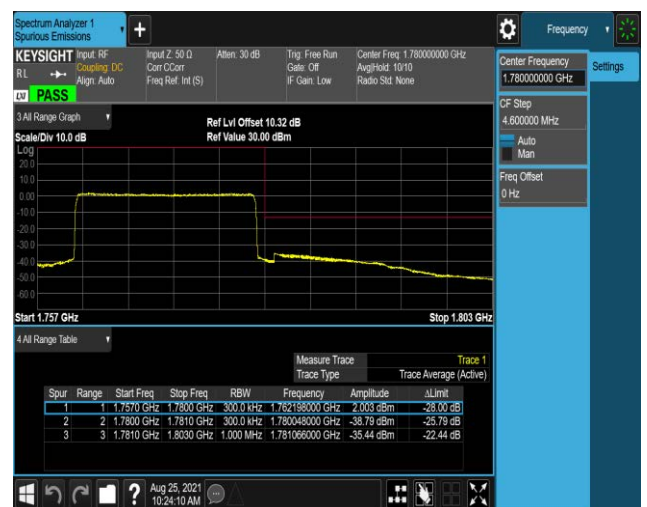 Spectrum Analyzer 1
Spurious Emissions
+
Frequency
KEYSIGHT
RL
LXI PASS
Input: RF
Coupling: DC
Align: Auto
Input Z: 50 Ω
Corr CCorr
Freq Ref: Int (S)
Atten: 30 dB
Trig: Free Run
Gate: Off
IF Gain: Low
Center Freq: 1.780000000 GHz
Avg|Hold: 10/10
Radio Std: None
Center Frequency
1.780000000 GHz
Settings
CF Step
4.600000 MHz
Auto
Man
Freq Offset
0 Hz
3 All Range Graph
Scale/Div 10.0 dB
Ref Lvl Offset 10.32 dB
Ref Value 30.00 dBm
Log
20.0
10.0
0.00
-10.0
-20.0
-30.0
-40.0
-50.0
-60.0
Start 1.757 GHz Stop 1.803 GHz
4 All Range Table
Measure Trace Trace 1
Trace Type Trace Average (Active)
Spur Range Start Freq Stop Freq RBW Frequency Amplitude ΔLimit
1 1 1.7570 GHz 1.7800 GHz 300.0 kHz 1.762198000 GHz 2.003 dBm -28.00 dB
2 2 1.7800 GHz 1.7810 GHz 300.0 kHz 1.780048000 GHz -38.79 dBm -25.79 dB
3 3 1.7810 GHz 1.8030 GHz 1.000 MHz 1.781066000 GHz -35.44 dBm -22.44 dB
?
Aug 25, 2021
10:24:10 AM